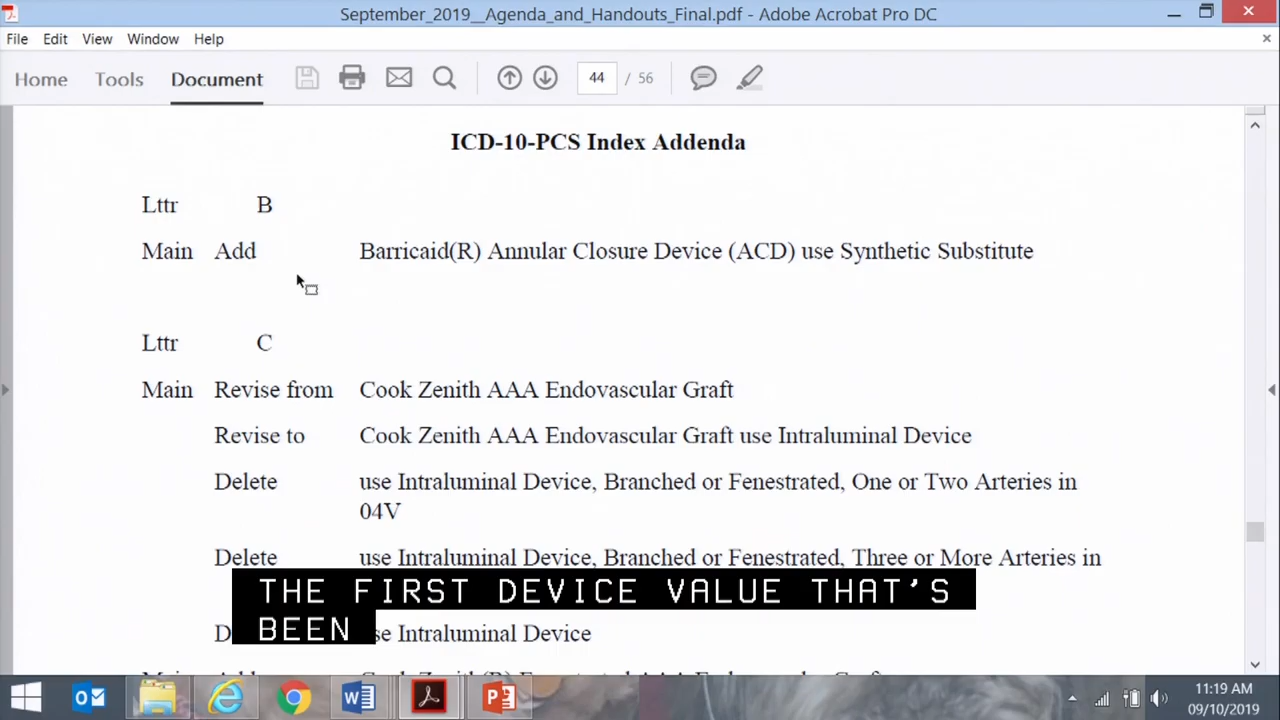 September_2019__Agenda_and_Handouts_Final.pdf - Adobe Acrobat Pro DC
File Edit View Window Help
Home Tools Document 44 / 56
ICD-10-PCS Index Addenda
Lttr B
Main Add Barricaid(R) Annular Closure Device (ACD) use Synthetic Substitute
Lttr C
Main Revise from Cook Zenith AAA Endovascular Graft
Revise to Cook Zenith AAA Endovascular Graft use Intraluminal Device
Delete use Intraluminal Device, Branched or Fenestrated, One or Two Arteries in
04V
Delete use Intraluminal Device, Branched or Fenestrated, Three or More Arteries in
THE FIRST DEVICE VALUE THAT'S
BEEN
Intraluminal Device
11:19 AM
09/10/2019